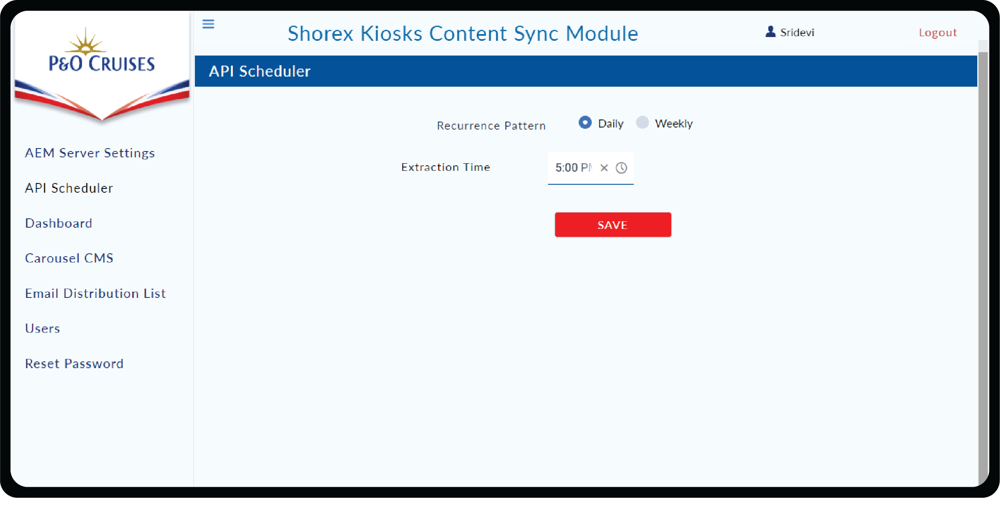 P&O CRUISES
Shorex Kiosks Content Sync Module
Sridevi
Logout
API Scheduler
AEM Server Settings
API Scheduler
Dashboard
Carousel CMS
Email Distribution List
Users
Reset Password
Recurrence Pattern
Daily
Weekly
Extraction Time
5:00 PM
SAVE